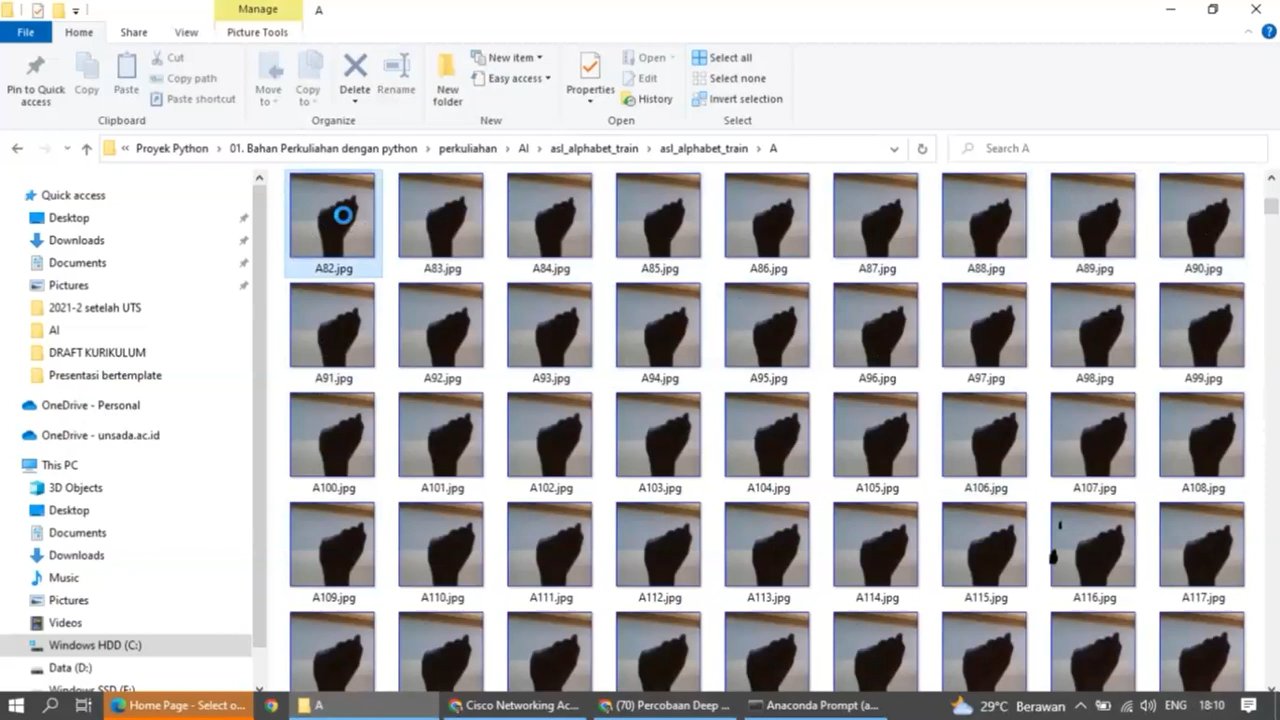 Manage
A
File
Home
Share
View
Picture Tools
Pin to Quick access
Copy
Paste
Cut
Copy path
Paste shortcut
Clipboard
Move to
Copy to
Delete
Rename
Organize
New folder
New item
Easy access
New
Properties
Open
Edit
History
Open
Select all
Select none
Invert selection
Select
« Proyek Python > 01. Bahan Perkuliahan dengan python > perkuliahan > AI > asl_alphabet_train > asl_alphabet_train > A
Search A
Quick access
Desktop
Downloads
Documents
Pictures
2021-2 setelah UTS
AI
DRAFT KURIKULUM
Presentasi bertemplate
OneDrive - Personal
OneDrive - unsada.ac.id
This PC
3D Objects
Desktop
Documents
Downloads
Music
Pictures
Videos
Windows HDD (C:)
Data (D:)
Windows SSD (E:)
A82.jpg A83.jpg A84.jpg A85.jpg A86.jpg A87.jpg A88.jpg A89.jpg A90.jpg
A91.jpg A92.jpg A93.jpg A94.jpg A95.jpg A96.jpg A97.jpg A98.jpg A99.jpg
A100.jpg A101.jpg A102.jpg A103.jpg A104.jpg A105.jpg A106.jpg A107.jpg A108.jpg
A109.jpg A110.jpg A111.jpg A112.jpg A113.jpg A114.jpg A115.jpg A116.jpg A117.jpg
Home Page - Select o...
A
Cisco Networking Ac...
(70) Percobaan Deep ...
Anaconda Prompt (a...
29°C Berawan
ENG
18:10